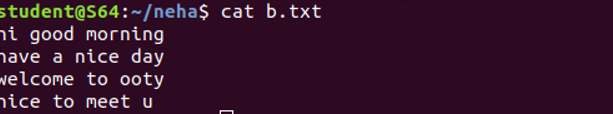 student@S64:~/neha$ cat b.txt
hi good morning
have a nice day
welcome to ooty
nice to meet u